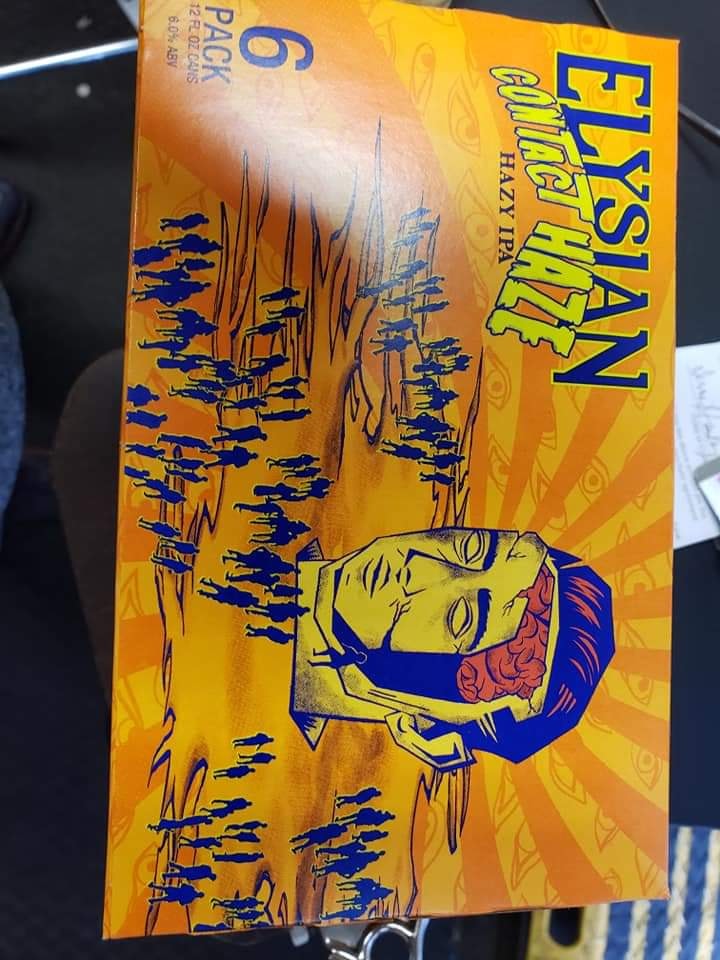 ELYSIAN
CONTACT HAZE
HAZY IPA
6
PACK
12 FL OZ CANS
6.0% ABV